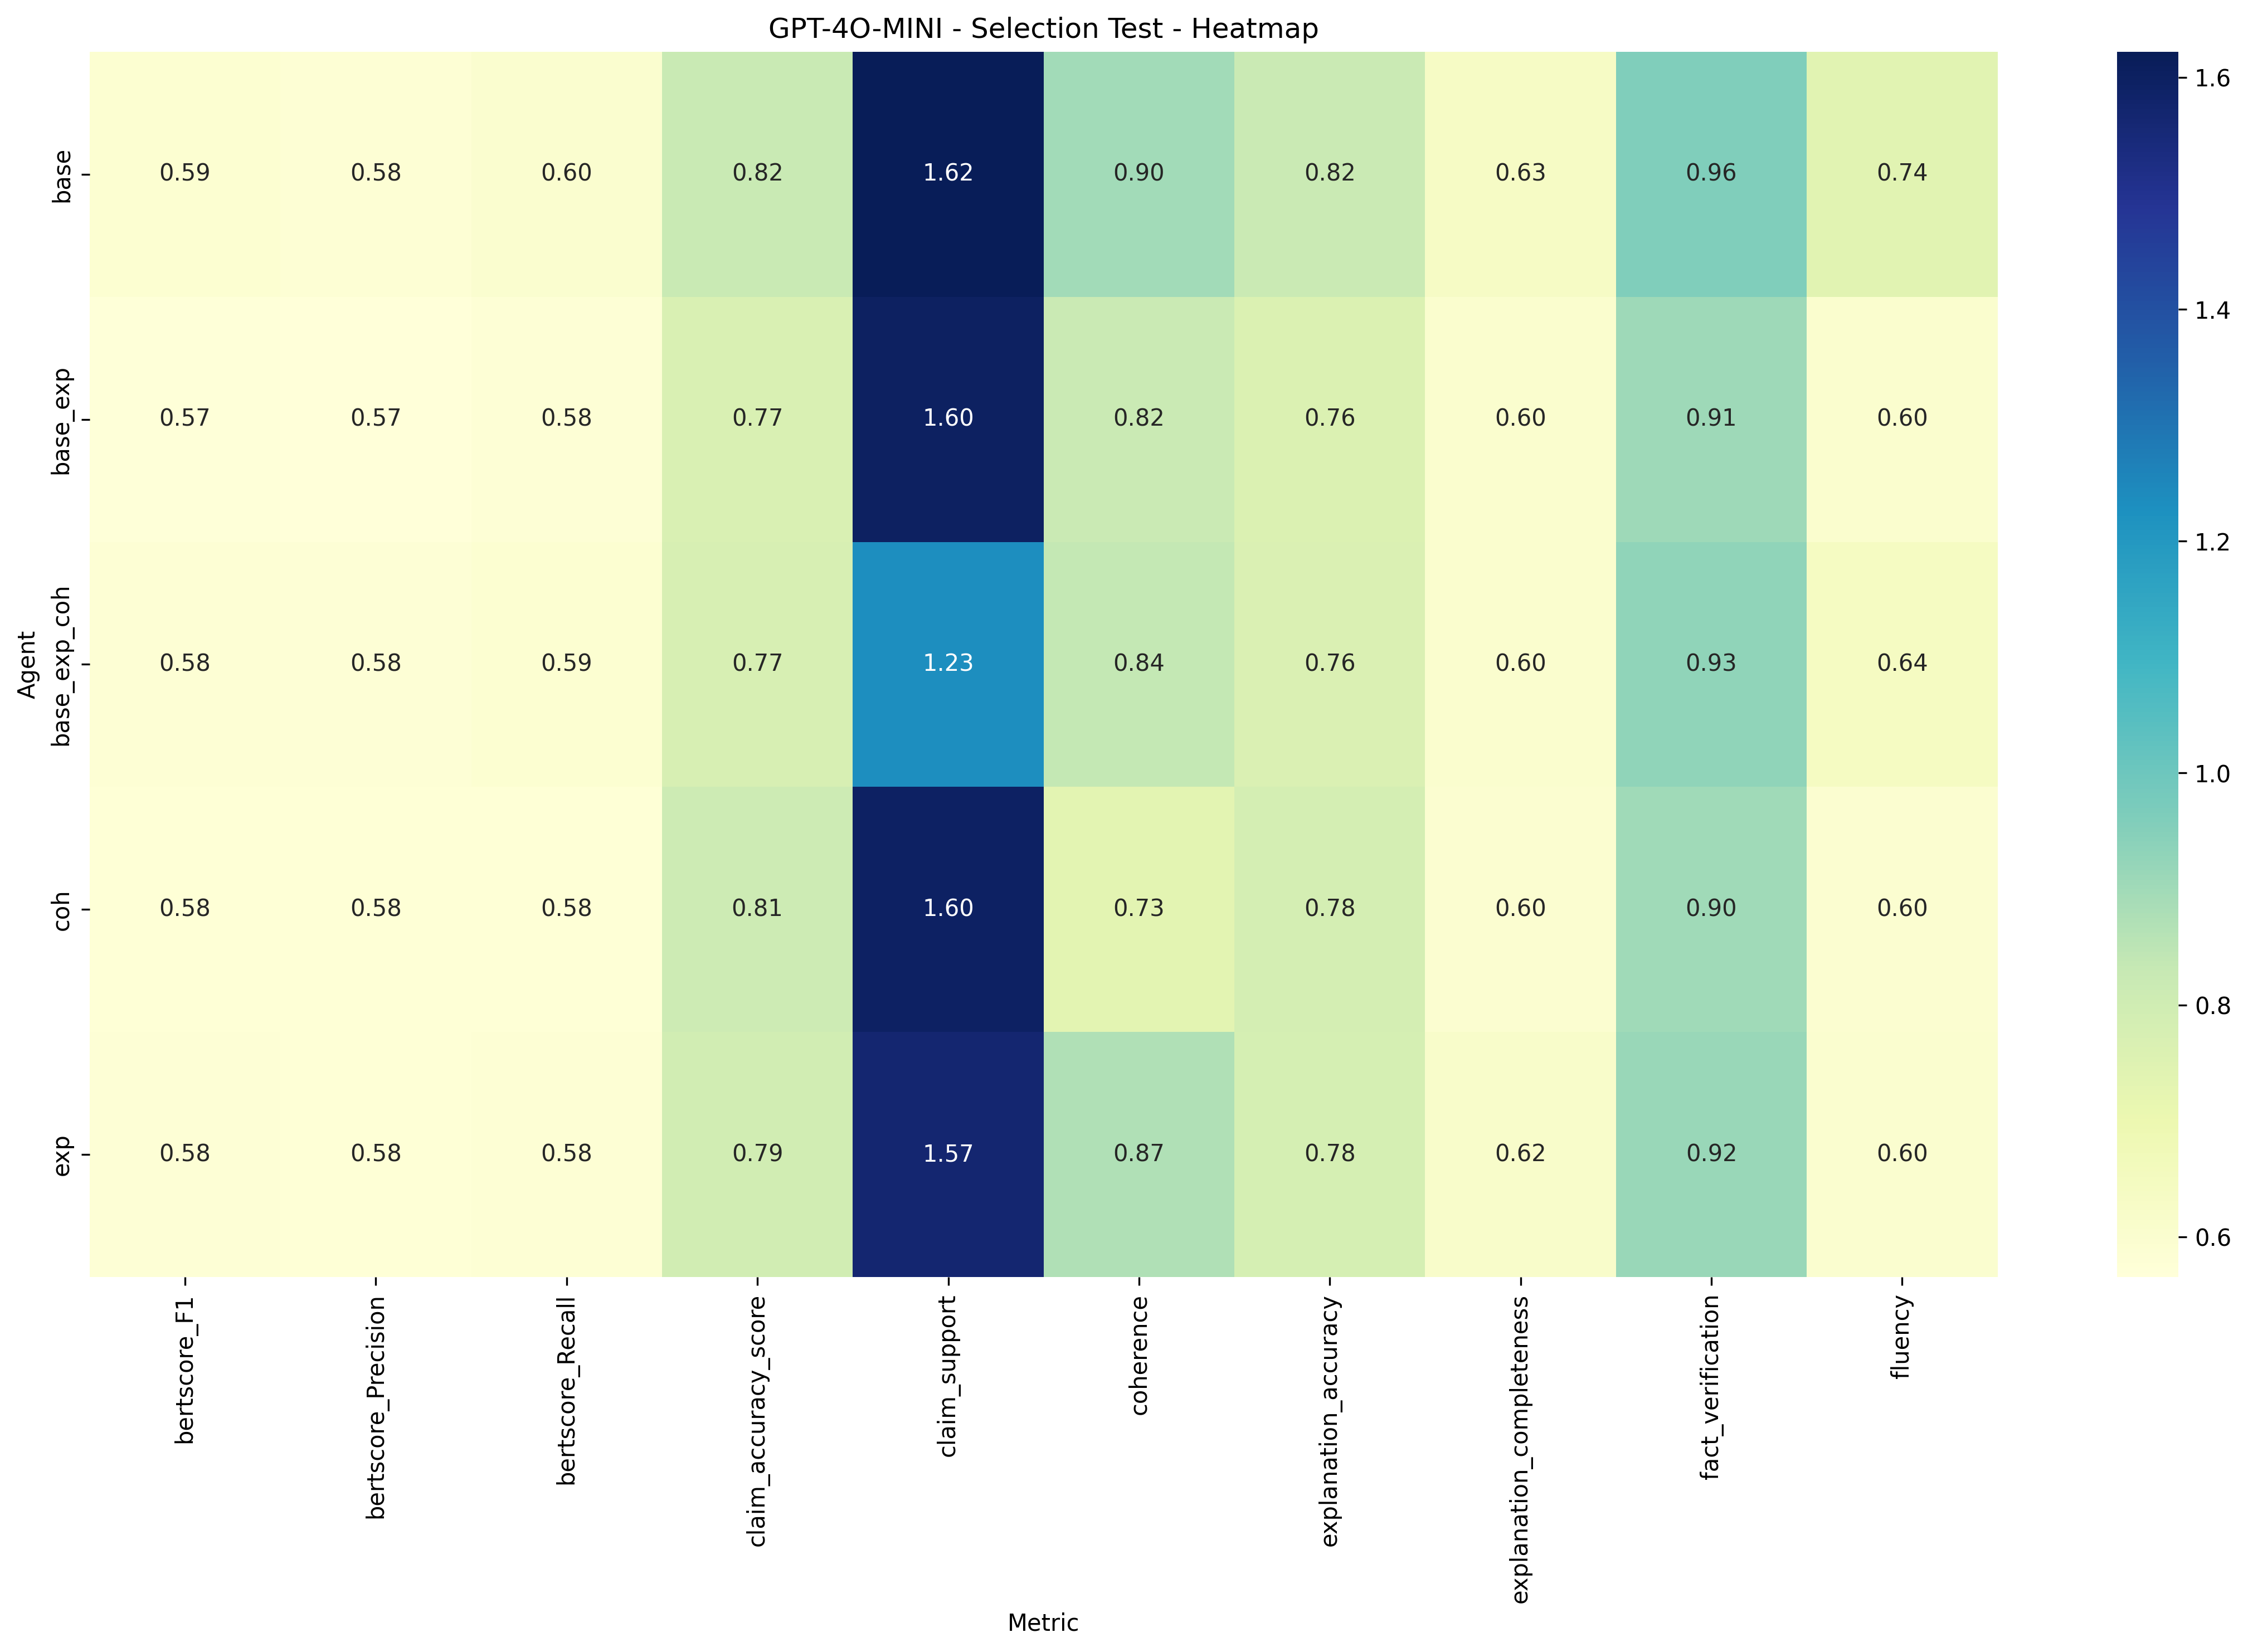 GPT-4O-MINI - Selection Test - Heatmap
Agent
base
0.59 0.58 0.60 0.82 1.62 0.90 0.82 0.63 0.96 0.74
base_exp
0.57 0.57 0.58 0.77 1.60 0.82 0.76 0.60 0.91 0.60
base_exp_coh
0.58 0.58 0.59 0.77 1.23 0.84 0.76 0.60 0.93 0.64
coh
0.58 0.58 0.58 0.81 1.60 0.73 0.78 0.60 0.90 0.60
exp
0.58 0.58 0.58 0.79 1.57 0.87 0.78 0.62 0.92 0.60
bertscore_F1
bertscore_Precision
bertscore_Recall
claim_accuracy_score
claim_support
coherence
explanation_accuracy
explanation_completeness
fact_verification
fluency
Metric
1.6
1.4
1.2
1.0
0.8
0.6